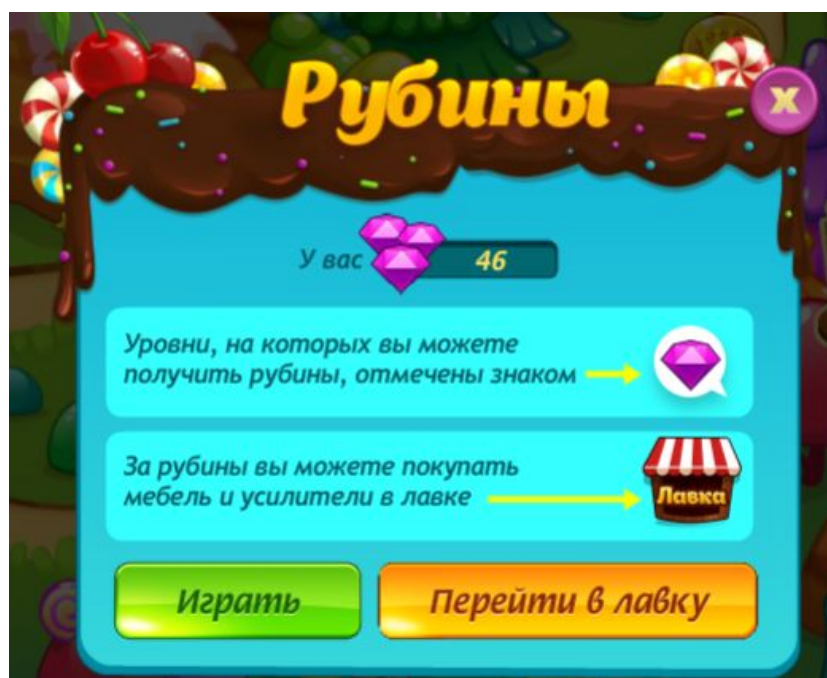 Рубины
X
У вас 46
Уровни, на которых вы можете
получить рубины, отмечены знаком
За рубины вы можете покупать
мебель и усилители в лавке
Лавка
Играть
Перейти в лавку